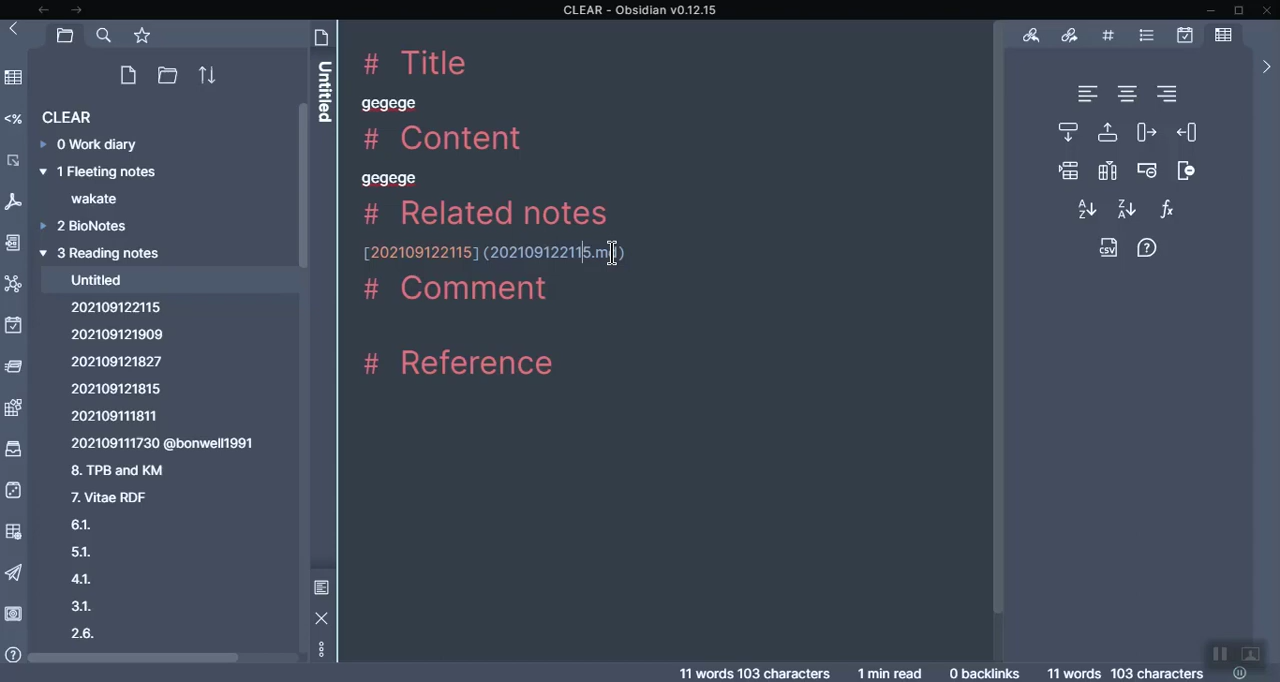 CLEAR - Obsidian v0.12.15
CLEAR
0 Work diary
1 Fleeting notes
wakate
2 BioNotes
3 Reading notes
Untitled
202109122115
202109121909
202109121827
202109121815
202109111811
202109111730 @bonwell1991
8. TPB and KM
7. Vitae RDF
6.1.
5.1.
4.1.
3.1.
2.6.
Untitled
# Title
gegege
# Content
gegege
# Related notes
[202109122115] (202109122115.md)
# Comment
# Reference
11 words 103 characters
1 min read
0 backlinks
11 words 103 characters